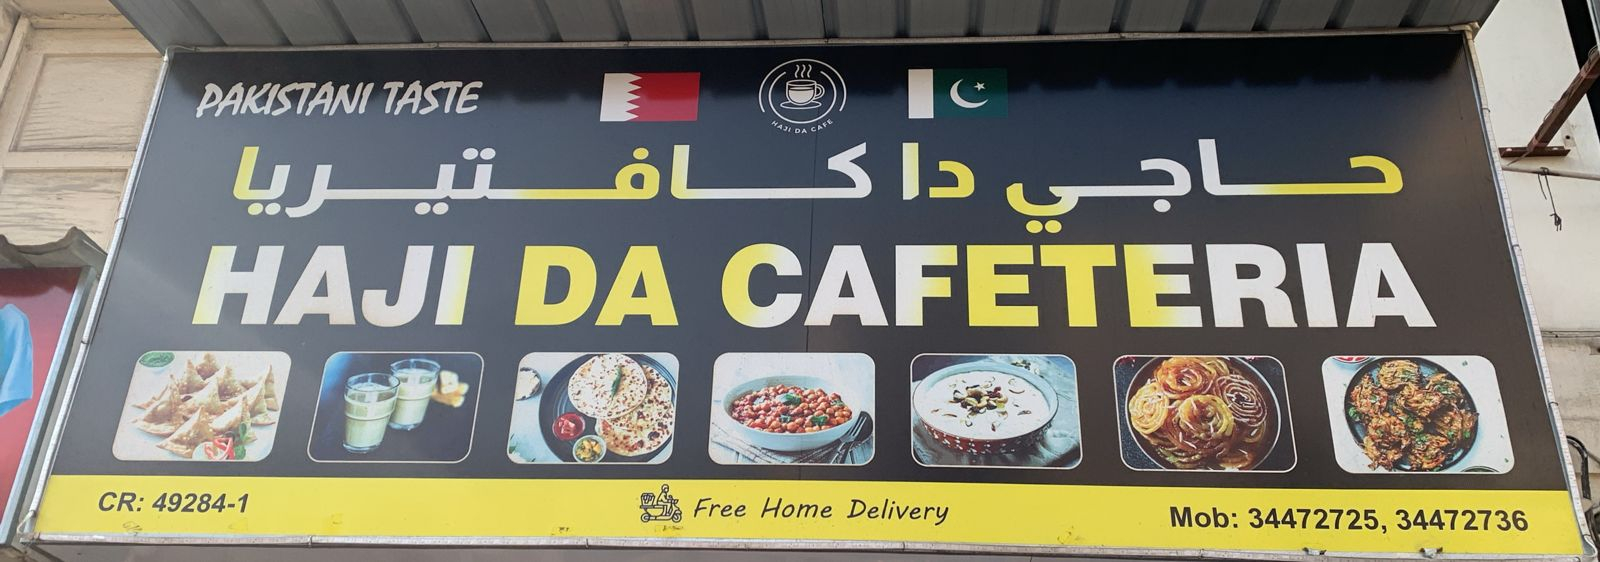 PAKISTANI TASTE
HAJI DA CAFE
حاجي دا كافتيريا
HAJI DA CAFETERIA
CR: 49284-1
Free Home Delivery
Mob: 34472725, 34472736